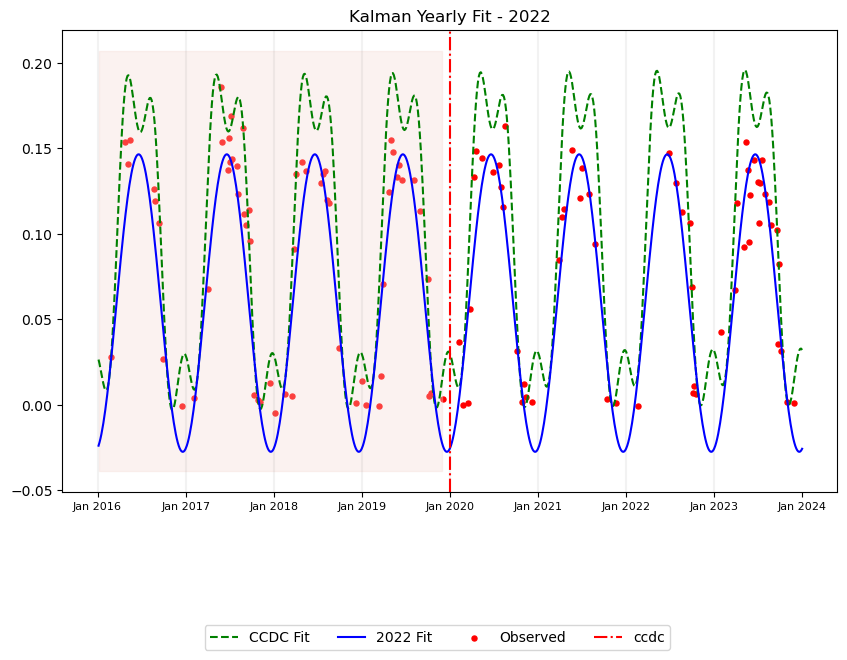 Kalman Yearly Fit - 2022
0.20
0.15
0.10
0.05
0.00
−0.05
Jan 2016 Jan 2017 Jan 2018 Jan 2019 Jan 2020 Jan 2021 Jan 2022 Jan 2023 Jan 2024
CCDC Fit 2022 Fit Observed ccdc